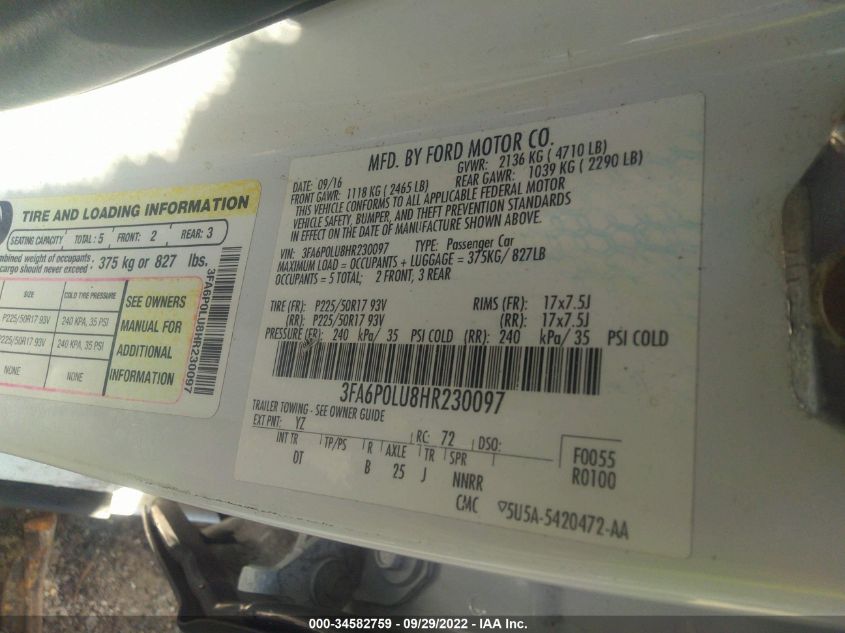 TIRE AND LOADING INFORMATION
SEATING CAPACITY TOTAL : 5 FRONT: 2 REAR: 3
mbined weight of occupants
cargo should never exceed · 375 kg or 827 lbs.
SIZE COLD TIRE PRESSURE
P225/50R17 93V 240 KPA, 35 PSI
P225/50R17 93V 240 KPA, 35 PSI
NONE NONE
SEE OWNERS
MANUAL FOR
ADDITIONAL
INFORMATION
3FA6P0LU8HR230097
MFD. BY FORD MOTOR CO.
DATE: 09/16 GVWR: 2136 KG ( 4710 LB)
FRONT GAWR: 1118 KG ( 2465 LB) REAR GAWR: 1039 KG ( 2290 LB)
THIS VEHICLE CONFORMS TO ALL APPLICABLE FEDERAL MOTOR
VEHICLE SAFETY, BUMPER, AND THEFT PREVENTION STANDARDS
IN EFFECT ON THE DATE OF MANUFACTURE SHOWN ABOVE.
VIN: 3FA6P0LU8HR230097 TYPE: Passenger Car
MAXIMUM LOAD = OCCUPANTS + LUGGAGE = 375KG/ 827LB
OCCUPANTS = 5 TOTAL; 2 FRONT, 3 REAR
TIRE (FR): P225/50R17 93V RIMS (FR): 17x7.5J
(RR): P225/50R17 93V (RR): 17x7.5J
PRESSURE (FR): 240 kPa/ 35 PSI COLD (RR): 240 kPa/ 35 PSI COLD
3FA6P0LU8HR230097
TRAILER TOWING - SEE OWNER GUIDE
EXT PNT: YZ RC: 72 DSO:
INT TR TP/PS R AXLE TR SPR F0055
DT B 25 J NNRR R0100
CMC 5U5A-5420472-AA
000-34582759 - 09/29/2022 - IAA Inc.